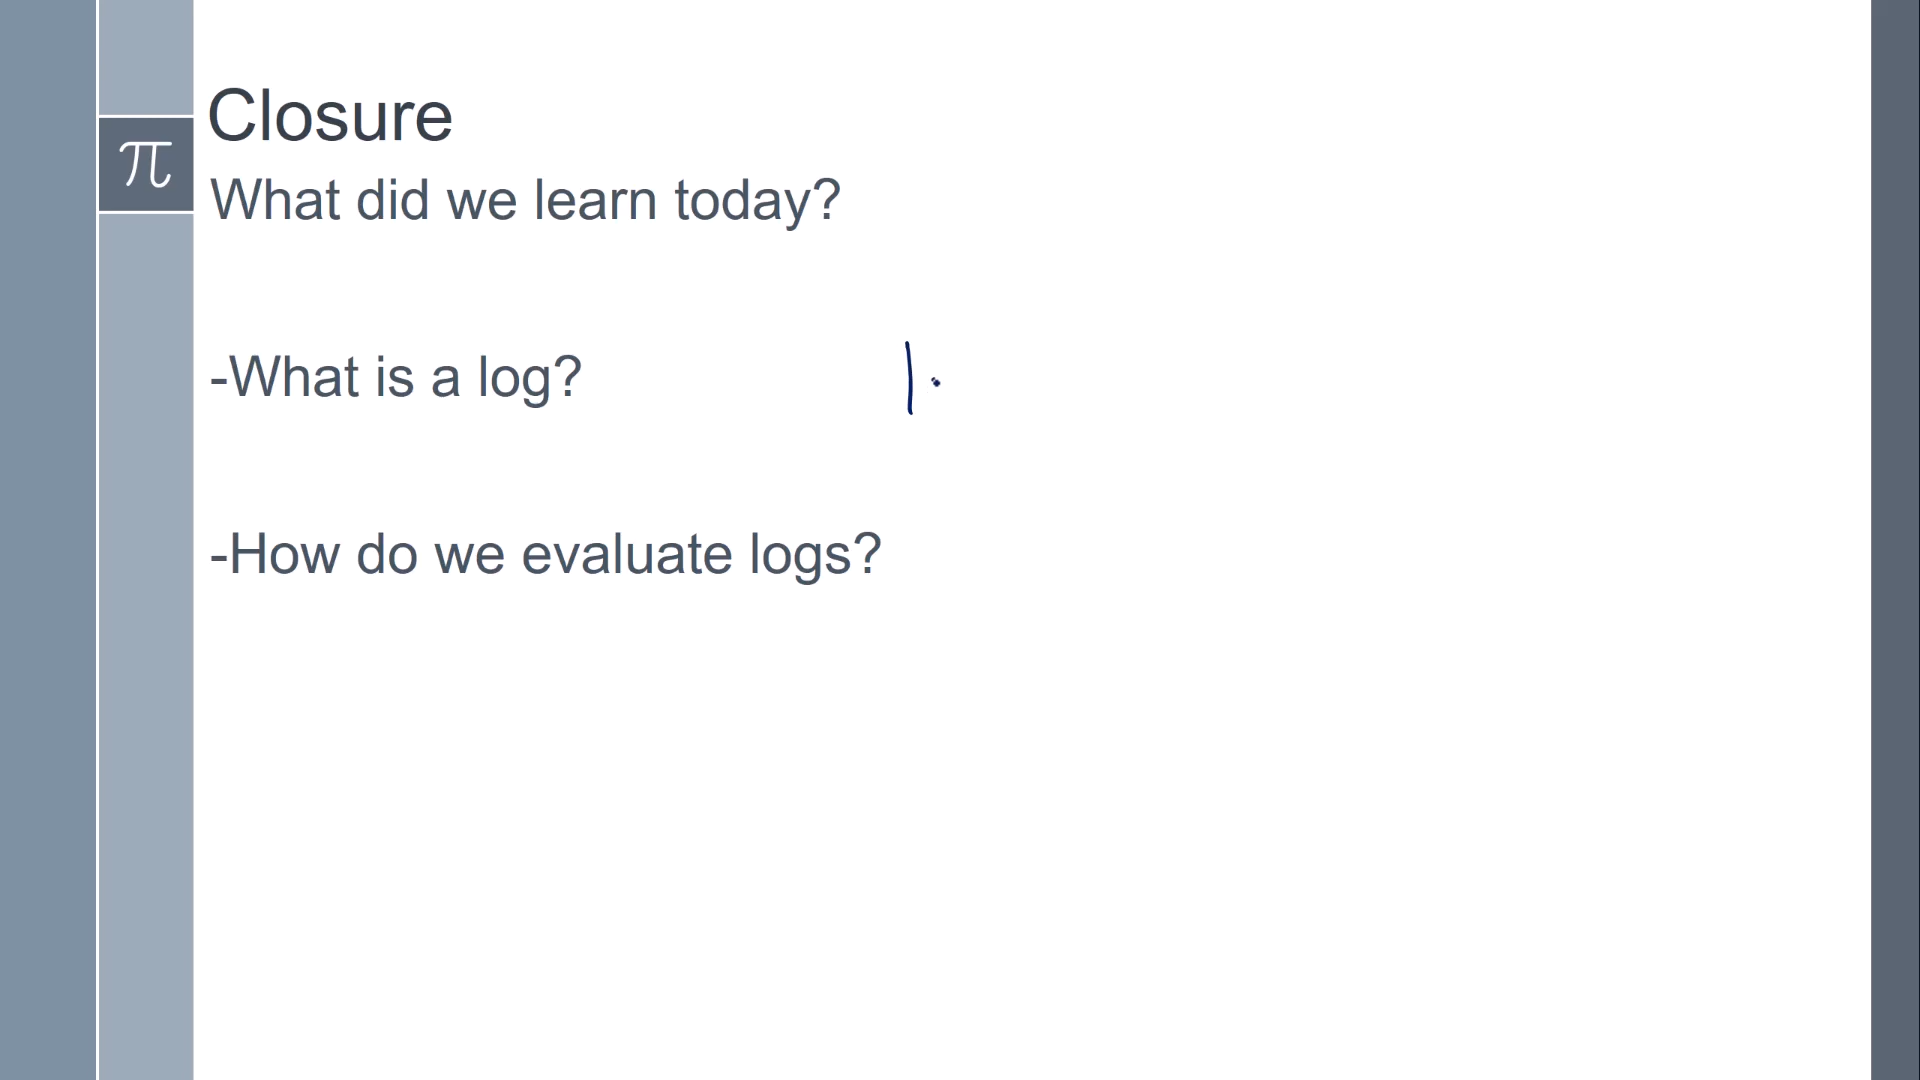 Closure
π
What did we learn today?
-What is a log?
l
-How do we evaluate logs?